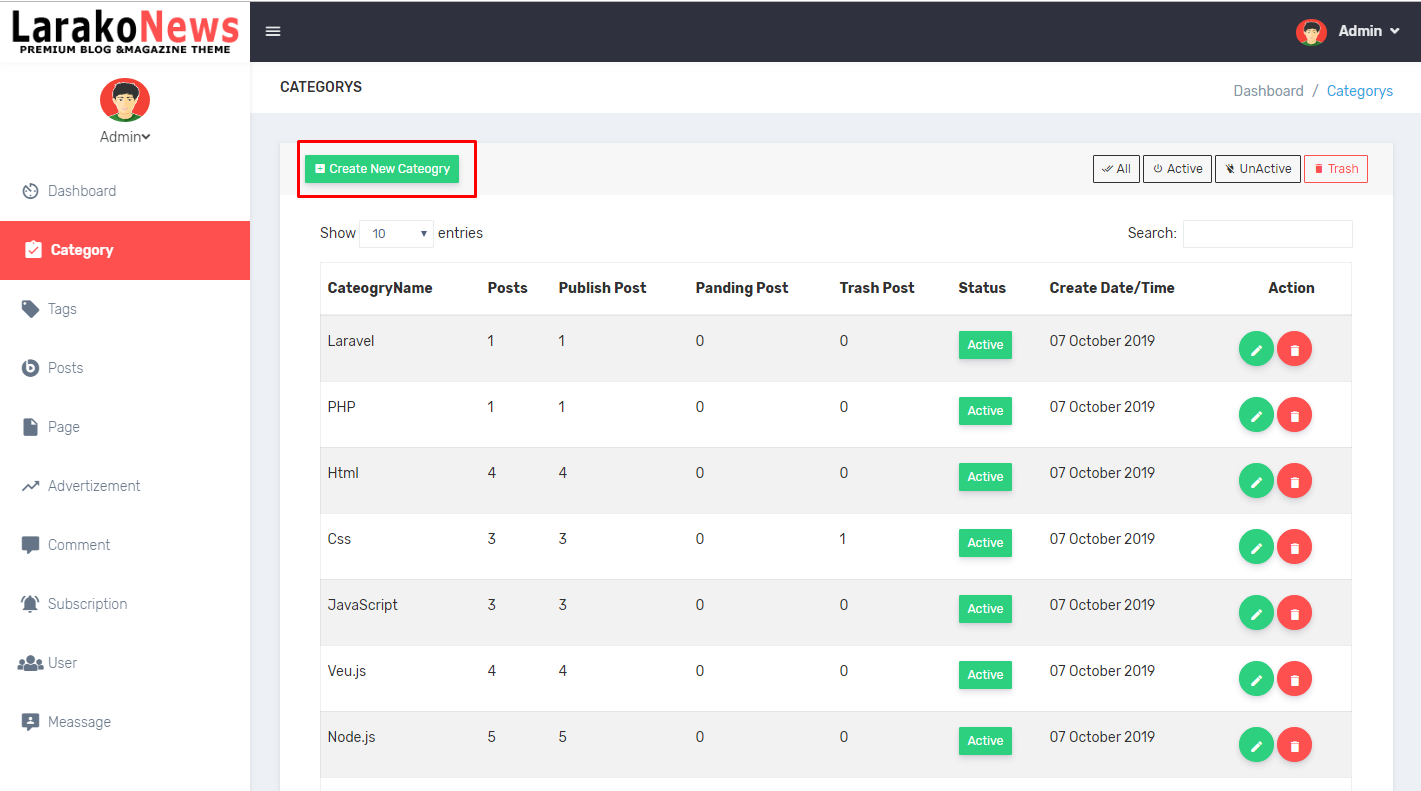 LarakoNews
PREMIUM BLOG &MAGAZINE THEME
Admin
Admin
Dashboard
Category
Tags
Posts
Page
Advertizement
Comment
Subscription
User
Meassage
CATEGORYS
Dashboard / Categorys
Create New Cateogry
All Active UnActive Trash
Show 10 entries
Search:
CateogryName Posts Publish Post Panding Post Trash Post Status Create Date/Time Action
Laravel 1 1 0 0 Active 07 October 2019
PHP 1 1 0 0 Active 07 October 2019
Html 4 4 0 0 Active 07 October 2019
Css 3 3 0 1 Active 07 October 2019
JavaScript 3 3 0 0 Active 07 October 2019
Veu.js 4 4 0 0 Active 07 October 2019
Node.js 5 5 0 0 Active 07 October 2019